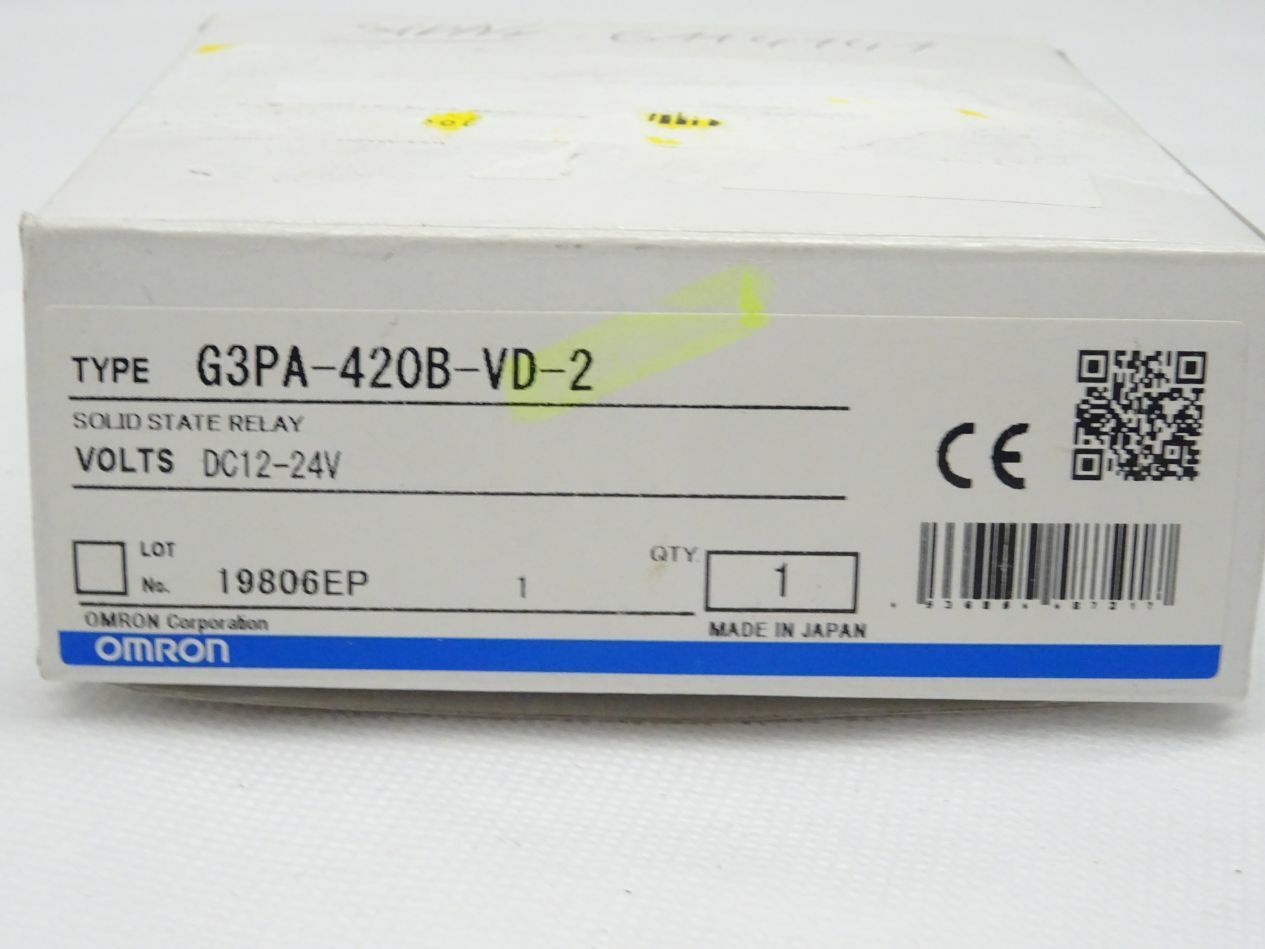 TYPE G3PA-420B-VD-2
SOLID STATE RELAY
VOLTS DC12-24V
CE
LOT No. 19806EP 1 QTY. 1
OMRON Corporation
MADE IN JAPAN
OMRON